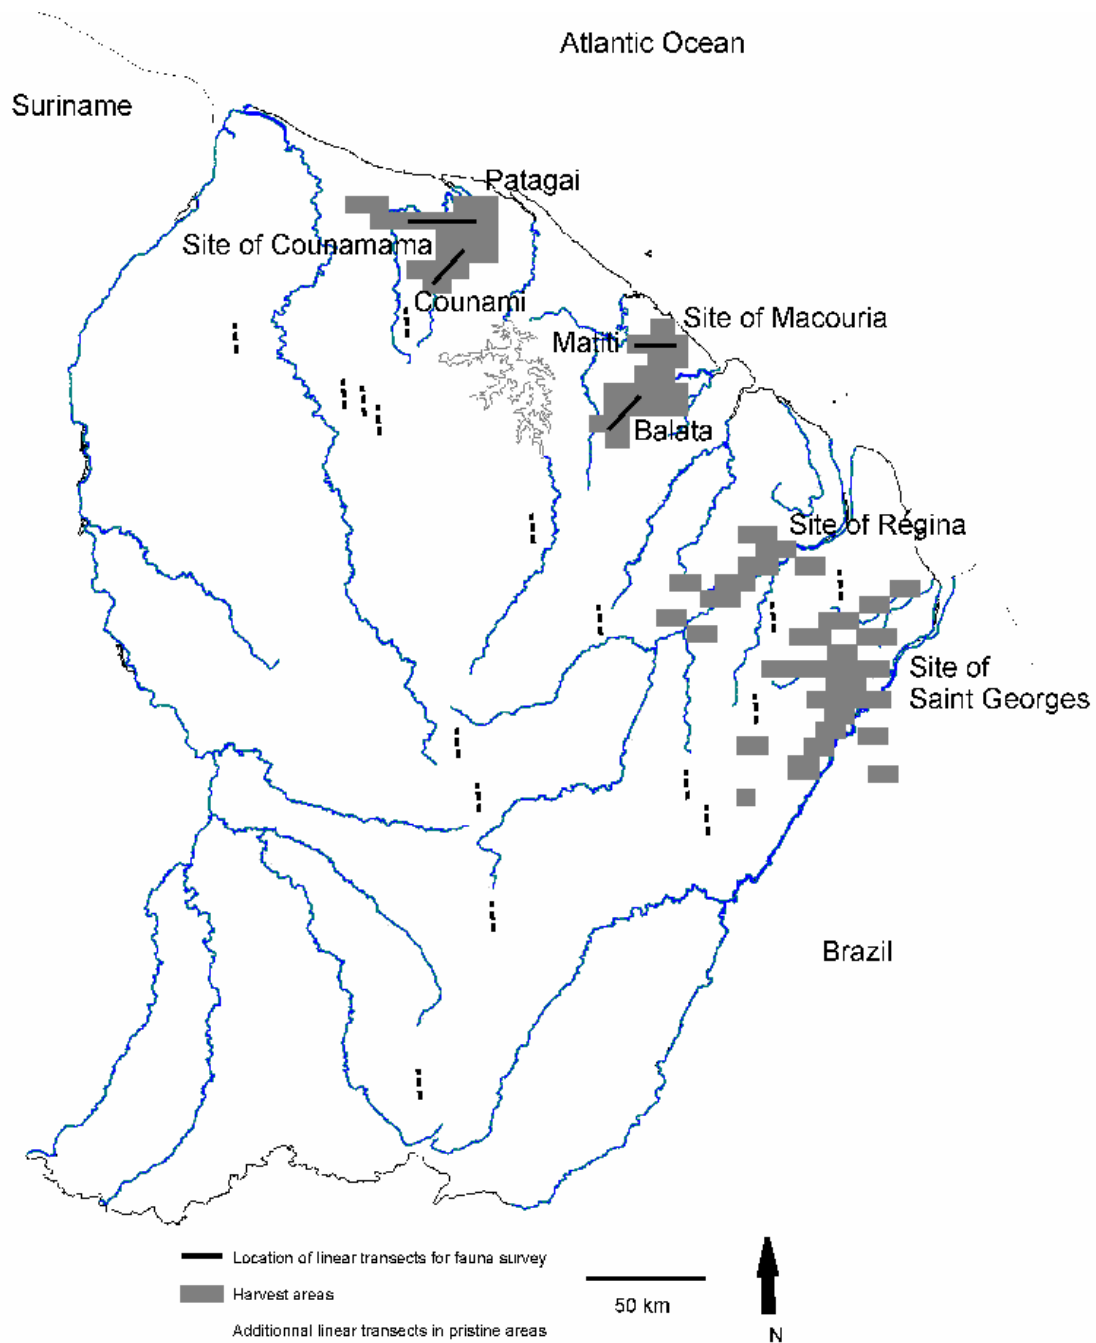 Atlantic Ocean
Suriname
Patagai
Site of Counamama
Counami
Site of Macouria
Matiti
Balata
Site of Régina
Site of
Saint Georges
Brazil
Location of linear transects for fauna survey
Harvest areas
50 km
Additionnal linear transects in pristine areas
N